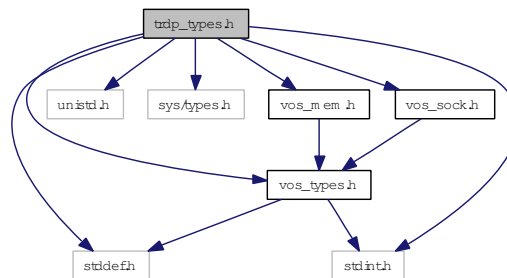 trdp_types.h
unistd.h
sys/types.h
vos_mem.h
vos_sock.h
vos_types.h
stddef.h
stdint.h